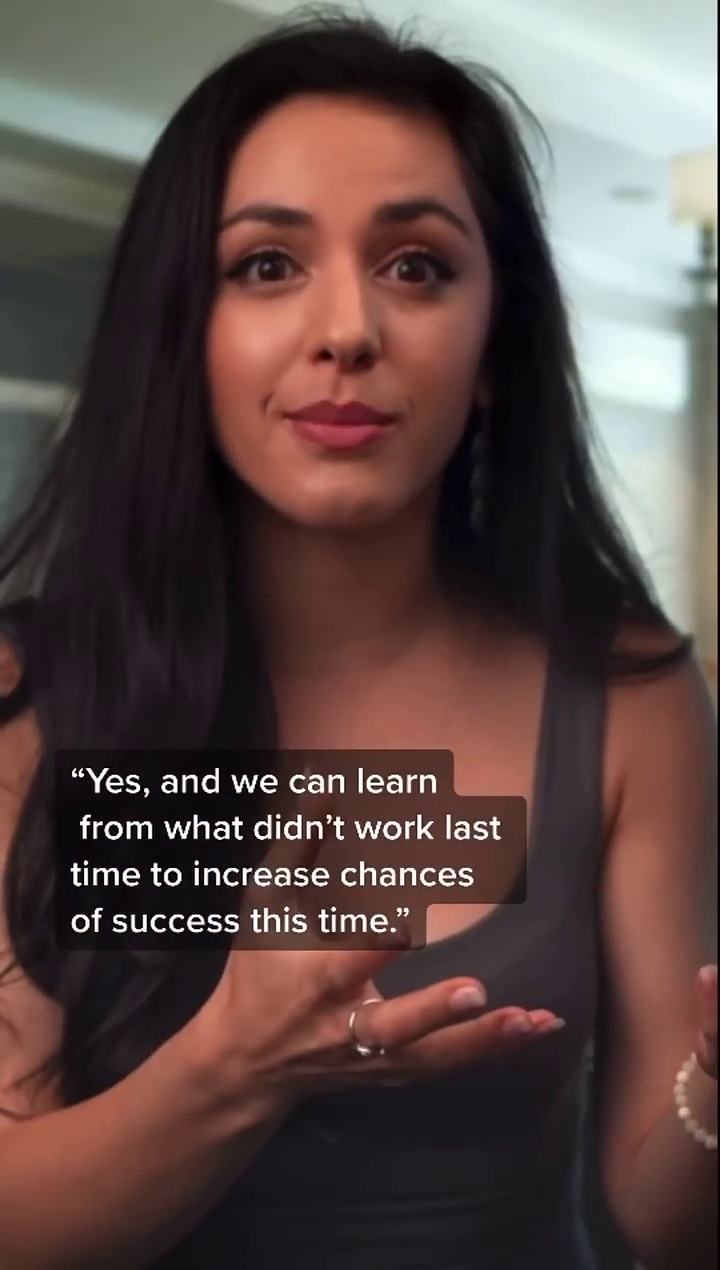 “Yes, and we can learn
from what didn’t work last
time to increase chances
of success this time.”